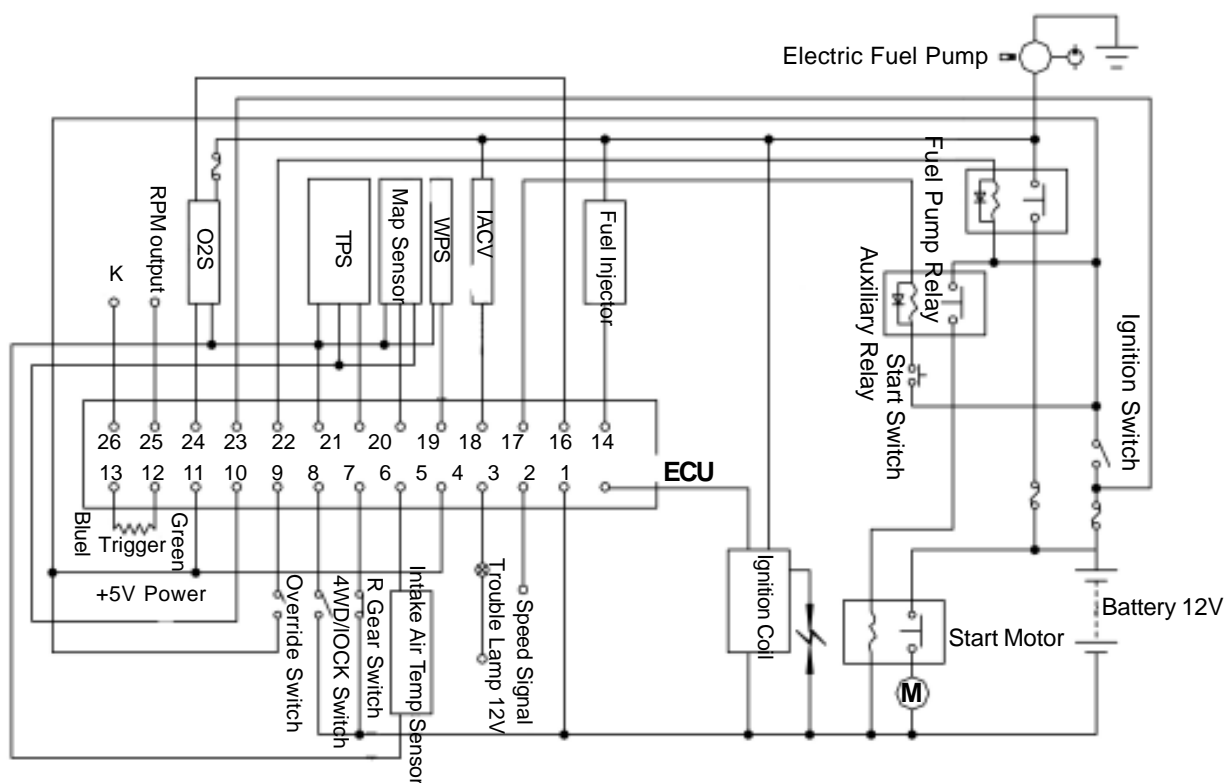 Electric Fuel Pump
Fuel Pump Relay
Auxiliary Relay
Start Switch
Ignition Switch
RPM output
K
O2S
TPS
Map Sensor
WPS
IACV
Fuel Injector
26 25 24 23 22 21 20 19 18 17 16 14
13 12 11 10 9 8 7 6 5 4 3 2 1
ECU
Bluel
Trigger
Green
+5V Power
Override Switch
4WD/lOCK Switch
R Gear Switch
Intake Air Temp Sensor
Trouble Lamp 12V
Speed Signal
Ignition Coil
Start Motor
M
Battery 12V